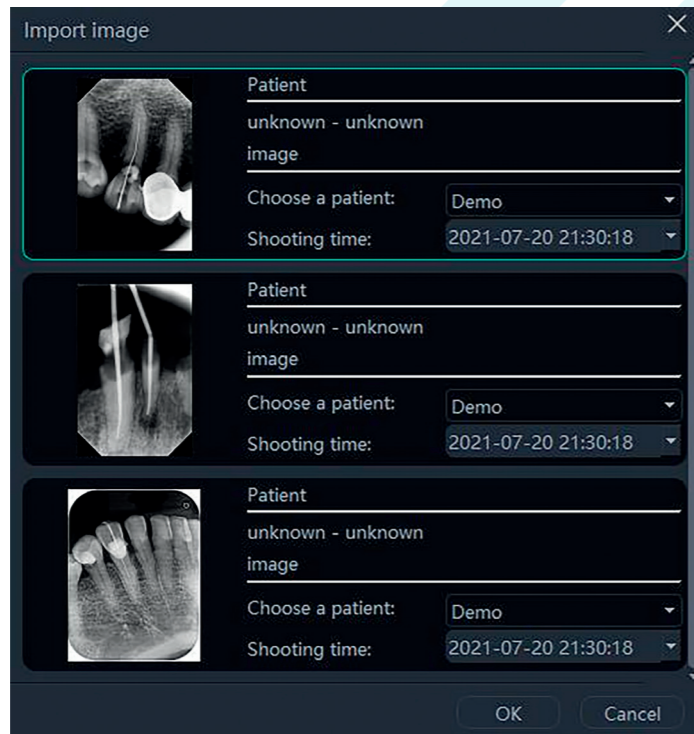 Import image
Patient
unknown - unknown
image
Choose a patient: Demo
Shooting time: 2021-07-20 21:30:18
Patient
unknown - unknown
image
Choose a patient: Demo
Shooting time: 2021-07-20 21:30:18
Patient
unknown - unknown
image
Choose a patient: Demo
Shooting time: 2021-07-20 21:30:18
OK Cancel